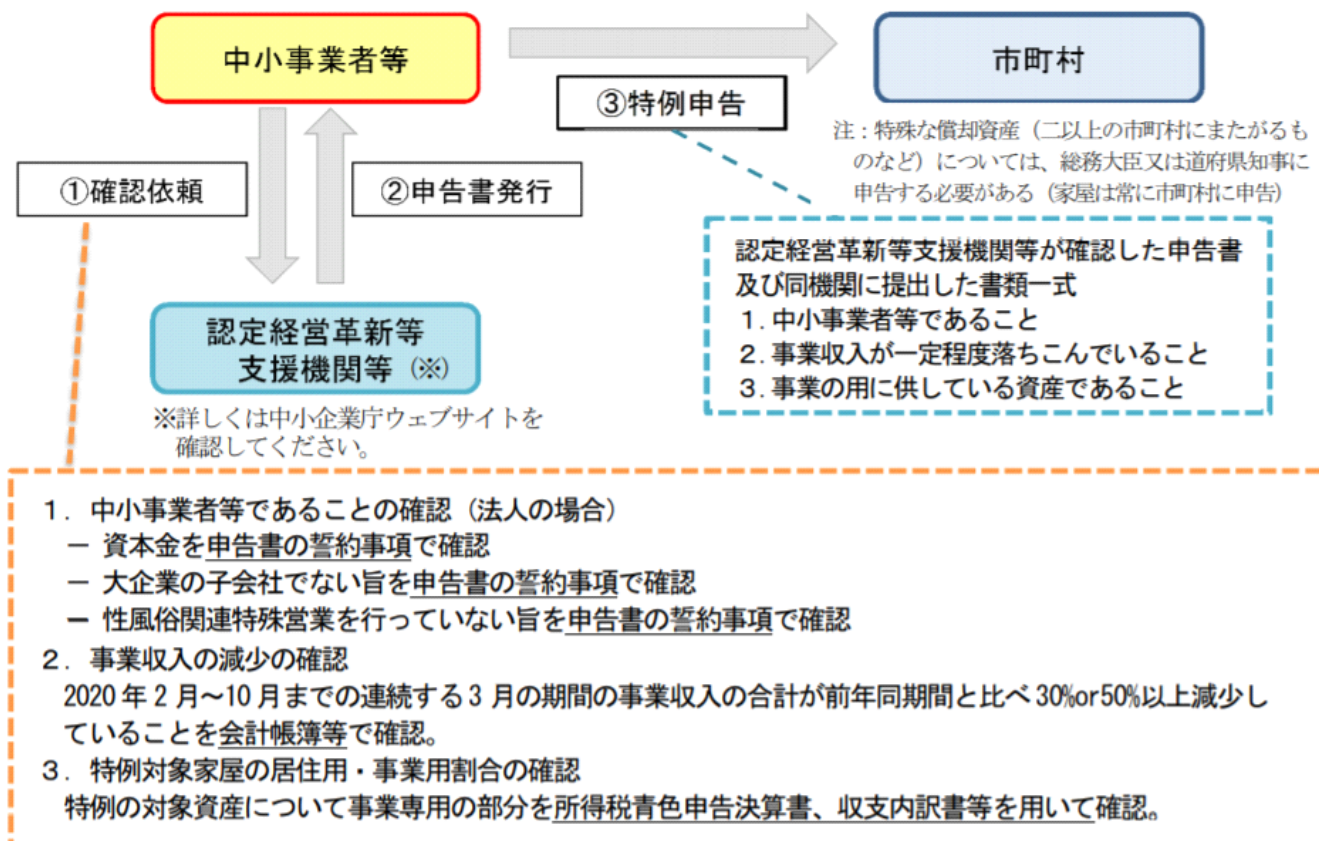 中小事業者等
市町村
③特例申告
注:特殊な償却資産(二以上の市町村にまたがるも
のなど)については、総務大臣又は道府県知事に
申告する必要がある(家屋は常に市町村に申告)
①確認依頼
②申告書発行
認定経営革新等支援機関等が確認した申告書
及び同機関に提出した書類一式
1.中小事業者等であること
2.事業収入が一定程度落ちこんでいること
3.事業の用に供している資産であること
認定経営革新等
支援機関等(※)
※詳しくは中小企業庁ウェブサイトを
確認してください。
1.中小事業者等であることの確認(法人の場合)
― 資本金を申告書の誓約事項で確認
― 大企業の子会社でない旨を申告書の誓約事項で確認
― 性風俗関連特殊営業を行っていない旨を申告書の誓約事項で確認
2.事業収入の減少の確認
2020年2月~10月までの連続する3月の期間の事業収入の合計が前年同期間と比べ30%or50%以上減少し
ていることを会計帳簿等で確認。
3.特例対象家屋の居住用・事業用割合の確認
特例の対象資産について事業専用の部分を所得税青色申告決算書、収支内訳書等を用いて確認。